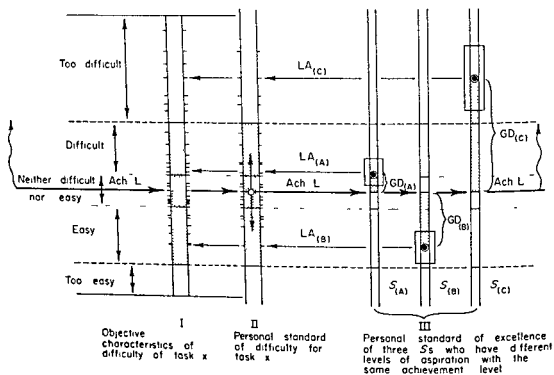 Too difficult
LA(C)
GD(C)
Difficult
LA(A)
GD(A)
Neither difficult nor easy
Ach L
Ach L
Ach L
GD(B)
Easy
LA(B)
Too easy
S(A)
S(B)
S(C)
I
II
III
Objective
characteristics of
difficulty of task x
Personal standard
of difficulty for
task x
Personal standard of excellence
of three Ss who have different
levels of aspiration with the
same achievement level